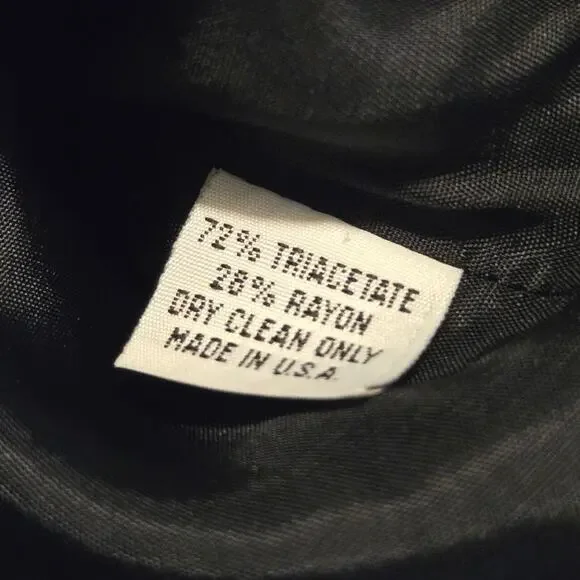 72% TRIACETATE
28% RAYON
DRY CLEAN ONLY
MADE IN U.S.A.